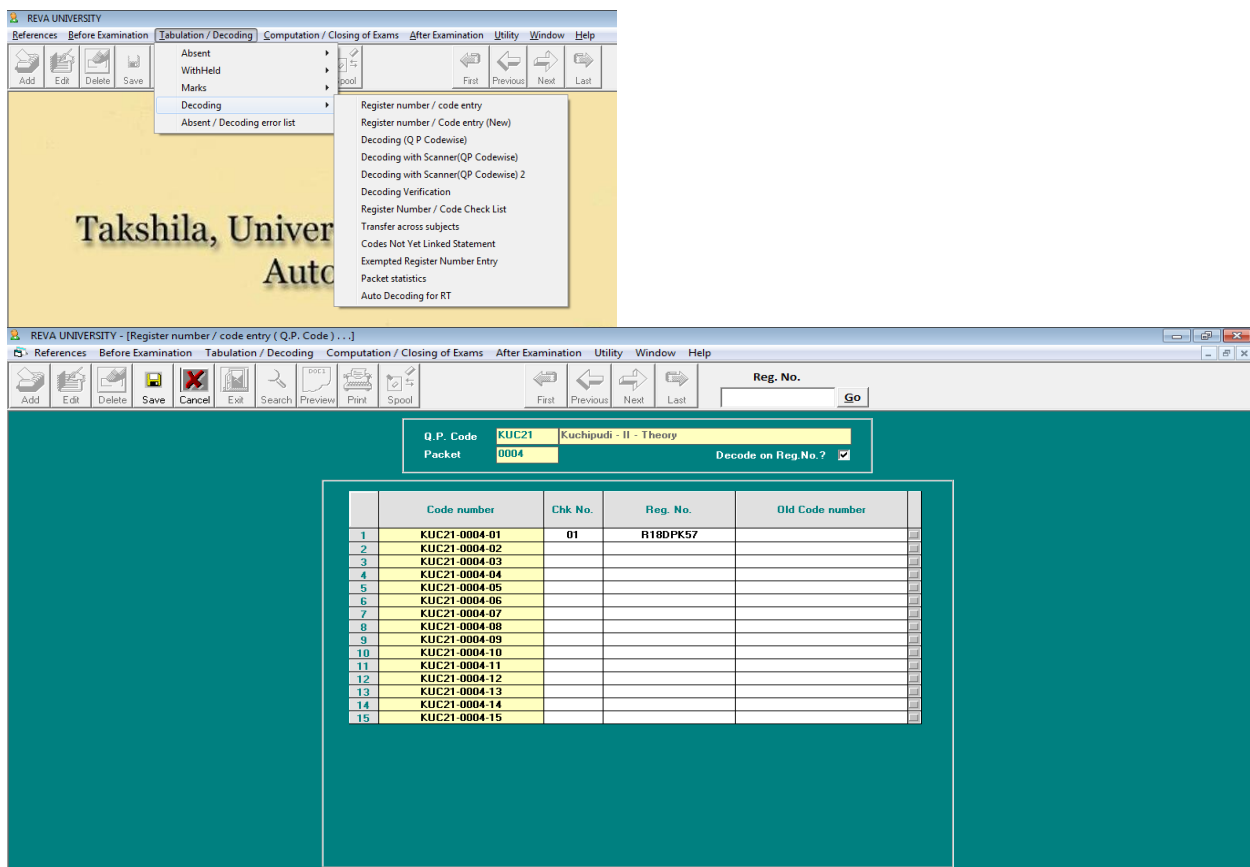 REVA UNIVERSITY
References Before Examination Tabulation / Decoding Computation / Closing of Exams After Examination Utility Window Help
Add Edit Delete Save pool First Previous Next Last
Absent
WithHeld
Marks
Decoding
Absent / Decoding error list
Register number / code entry
Register number / Code entry (New)
Decoding (Q P Codewise)
Decoding with Scanner(QP Codewise)
Decoding with Scanner(QP Codewise) 2
Decoding Verification
Register Number / Code Check List
Transfer across subjects
Codes Not Yet Linked Statement
Exempted Register Number Entry
Packet statistics
Auto Decoding for RT
Takshila, Univer
Auto
REVA UNIVERSITY - [Register number / code entry ( Q.P. Code ) . . .]
References Before Examination Tabulation / Decoding Computation / Closing of Exams After Examination Utility Window Help
Add Edit Delete Save Cancel Exit Search Preview Print Spool First Previous Next Last
DOC1
Reg. No.
Go
Q.P. Code KUC21 Kuchipudi - II - Theory
Packet 0004 Decode on Reg.No.?
Code number Chk No. Reg. No. Old Code number
1 KUC21-0004-01 01 R18DPK57
2 KUC21-0004-02
3 KUC21-0004-03
4 KUC21-0004-04
5 KUC21-0004-05
6 KUC21-0004-06
7 KUC21-0004-07
8 KUC21-0004-08
9 KUC21-0004-09
10 KUC21-0004-10
11 KUC21-0004-11
12 KUC21-0004-12
13 KUC21-0004-13
14 KUC21-0004-14
15 KUC21-0004-15